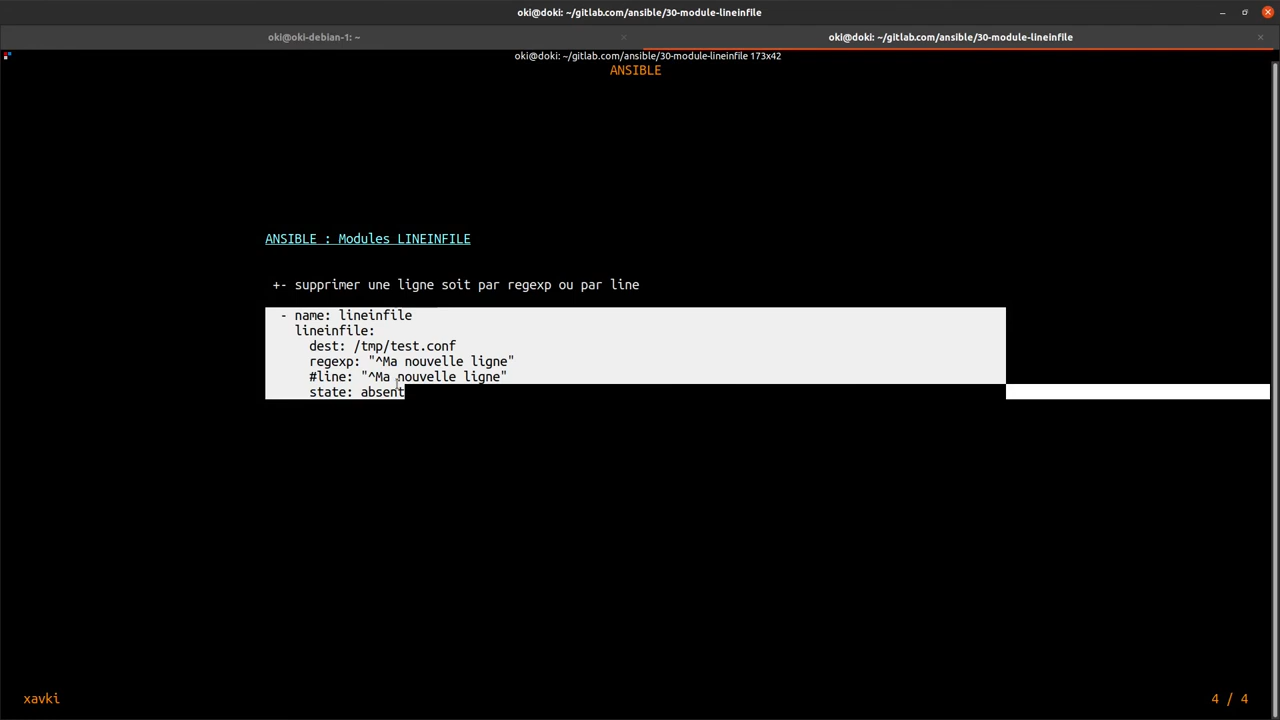 oki@doki: ~/gitlab.com/ansible/30-module-lineinfile
oki@oki-debian-1: ~
oki@doki: ~/gitlab.com/ansible/30-module-lineinfile
oki@doki: ~/gitlab.com/ansible/30-module-lineinfile 173x42
ANSIBLE
ANSIBLE : Modules LINEINFILE
+- supprimer une ligne soit par regexp ou par line
- name: lineinfile
lineinfile:
dest: /tmp/test.conf
regexp: "^Ma nouvelle ligne"
#line: "^Ma nouvelle ligne"
state: absent
xavki
4 / 4